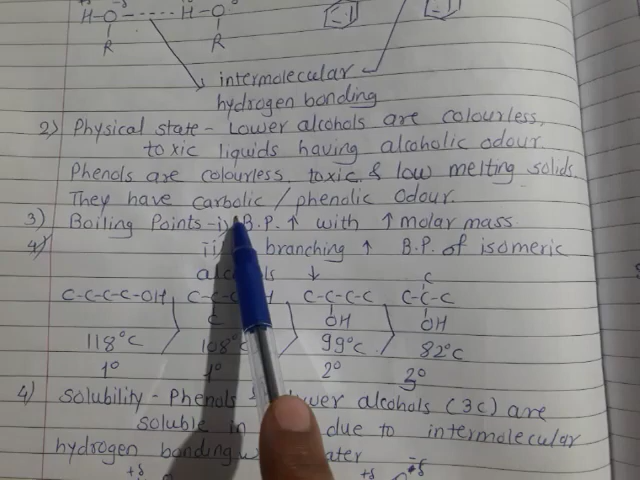 +δ -δ
H-O------H-O
R R
intermolecular
hydrogen bonding
2) Physical state - Lower alcohols are colourless,
toxic liquids having alcoholic odour.
Phenols are colourless, toxic & low melting solids.
They have carbolic / phenolic odour.
3) Boiling Points - i) B.P. ↑ with ↑ molar mass.
4) ii branching ↑ B.P. of isomeric
↓
C
C-C-C-C-OH C-C- C-C-C-C C-C-C
C OH OH
118°C 108°C 99°C 82°C
1° 1° 2° 3°
4) Solubility - Phenols lower alcohols (3C) are
soluble in due to intermolecular
hydrogen bonding
+δ +δ -δ